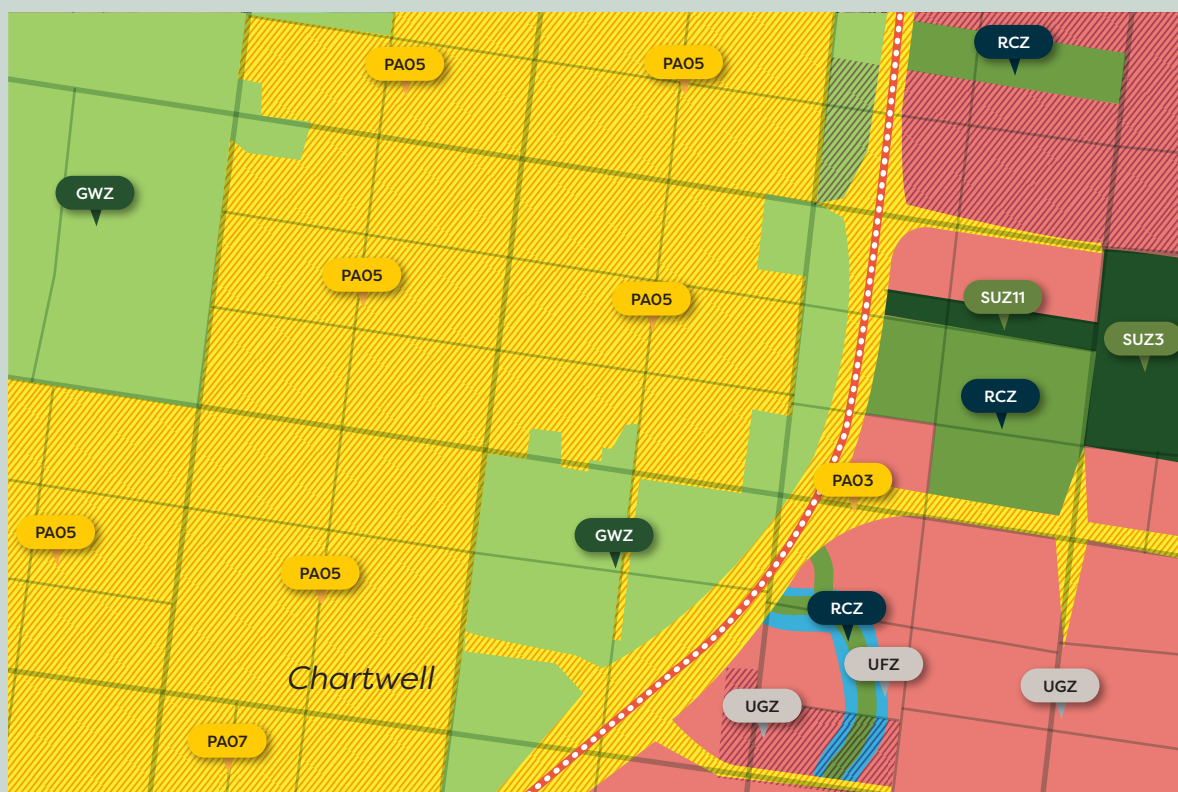 RCZ
PAO5
PAO5
GWZ
PAO5
PAO5
SUZ11
SUZ3
RCZ
PAO3
PAO5
GWZ
PAO5
RCZ
UFZ
Chartwell
UGZ
UGZ
PAO7